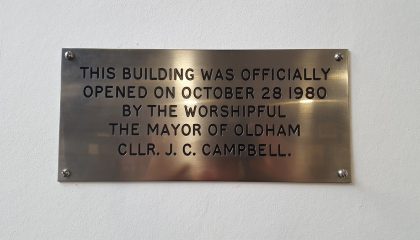 THIS BUILDING WAS OFFICIALLY
OPENED ON OCTOBER 28 1980
BY THE WORSHIPFUL
THE MAYOR OF OLDHAM
CLLR. J. C. CAMPBELL.